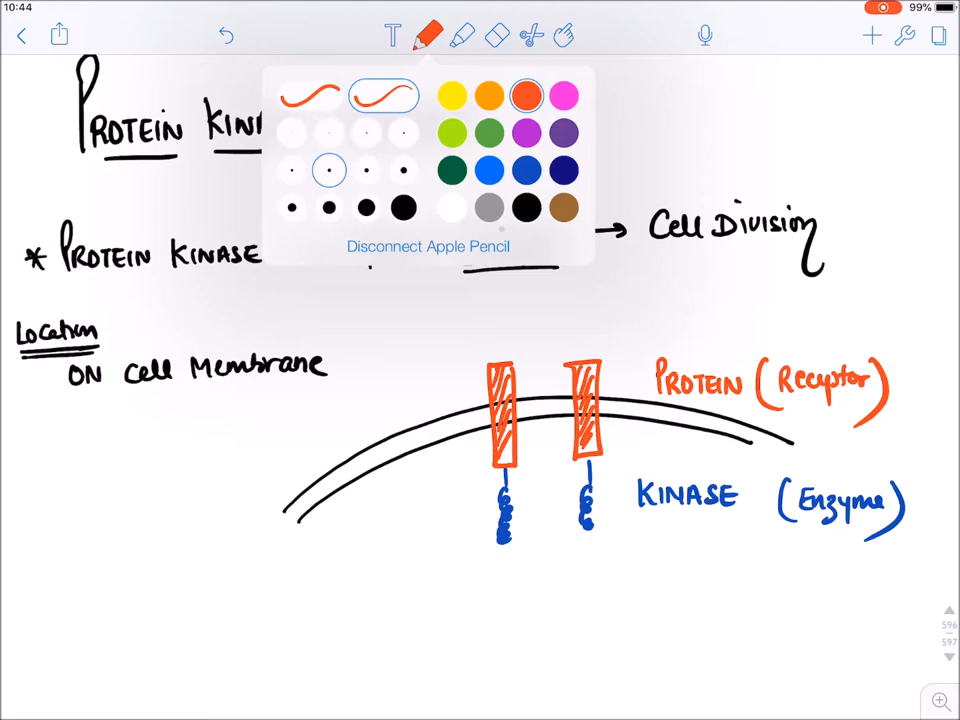 10:44
99%
T
PROTEIN KIN
Disconnect Apple Pencil
* PROTEIN KINASE → Cell Division
Location
ON Cell Membrane
PROTEIN (Receptor)
KINASE (Enzyme)
596
597